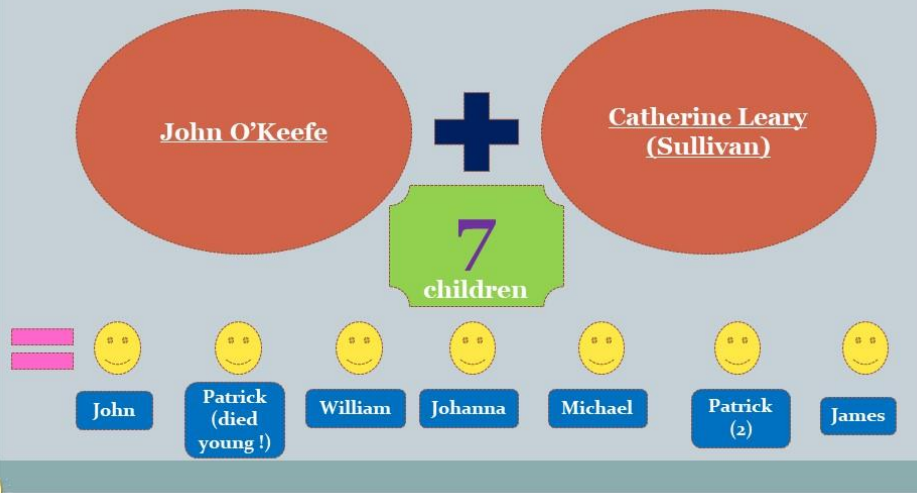 John O'Keefe
Catherine Leary
(Sullivan)
7
children
John
Patrick
(died
young !)
William
Johanna
Michael
Patrick
(2)
James